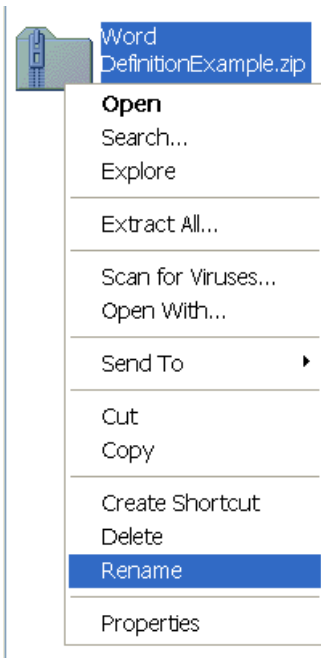 Word
DefinitionExample.zip
Open
Search...
Explore
Extract All...
Scan for Viruses...
Open With...
Send To
Cut
Copy
Create Shortcut
Delete
Rename
Properties